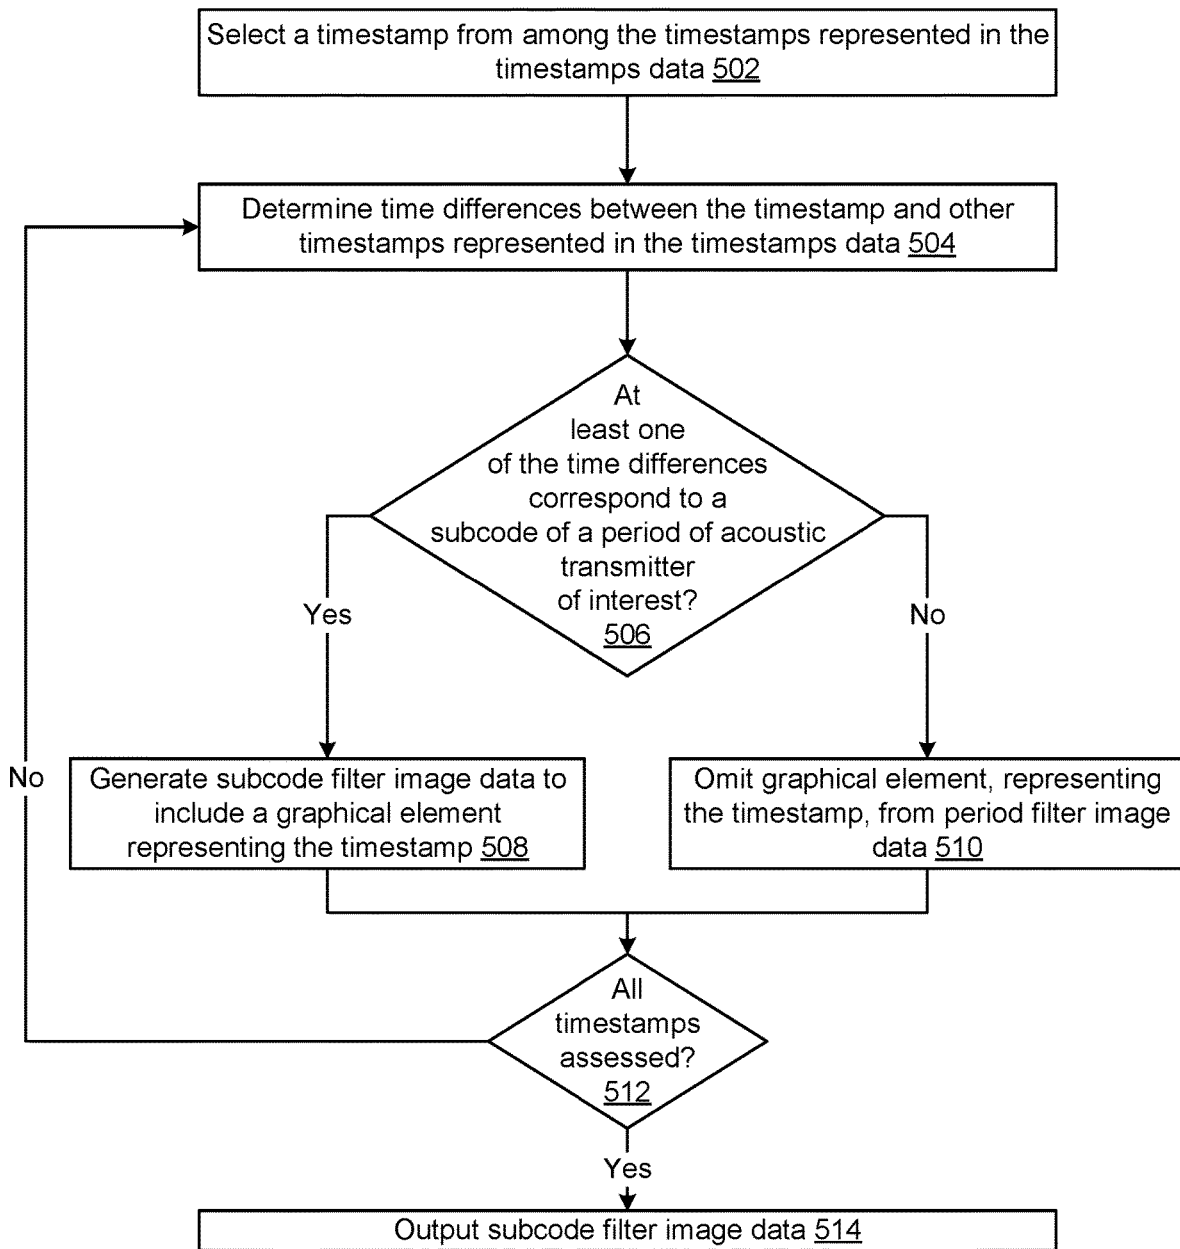 Select a timestamp from among the timestamps represented in the
timestamps data 502
Determine time differences between the timestamp and other
timestamps represented in the timestamps data 504
At
least one
of the time differences
correspond to a
subcode of a period of acoustic
transmitter
of interest?
506
Yes
No
No
Generate subcode filter image data to
include a graphical element
representing the timestamp 508
Omit graphical element, representing
the timestamp, from period filter image
data 510
All
timestamps
assessed?
512
Yes
Output subcode filter image data 514